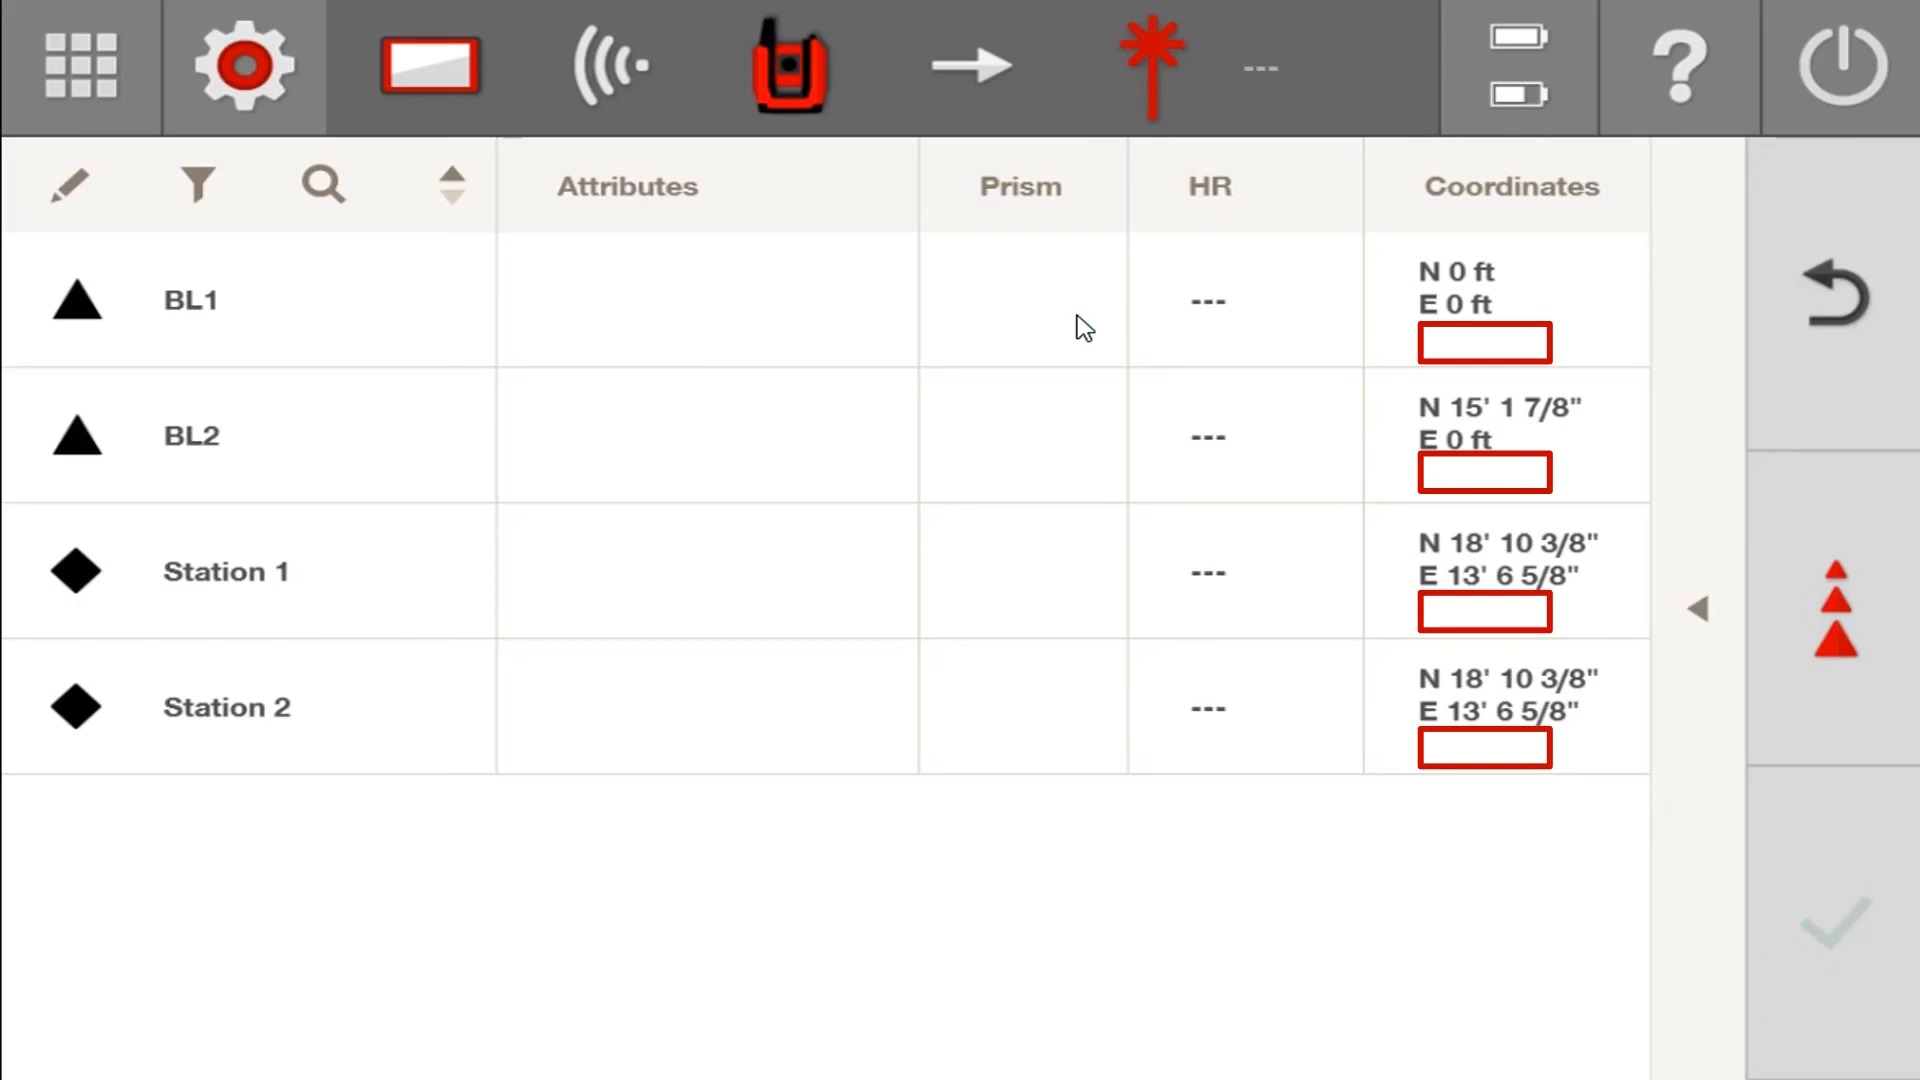 ---
?
Attributes
Prism
HR
Coordinates
BL1
---
N 0 ft
E 0 ft
BL2
---
N 15' 1 7/8"
E 0 ft
Station 1
---
N 18' 10 3/8"
E 13' 6 5/8"
Station 2
---
N 18' 10 3/8"
E 13' 6 5/8"